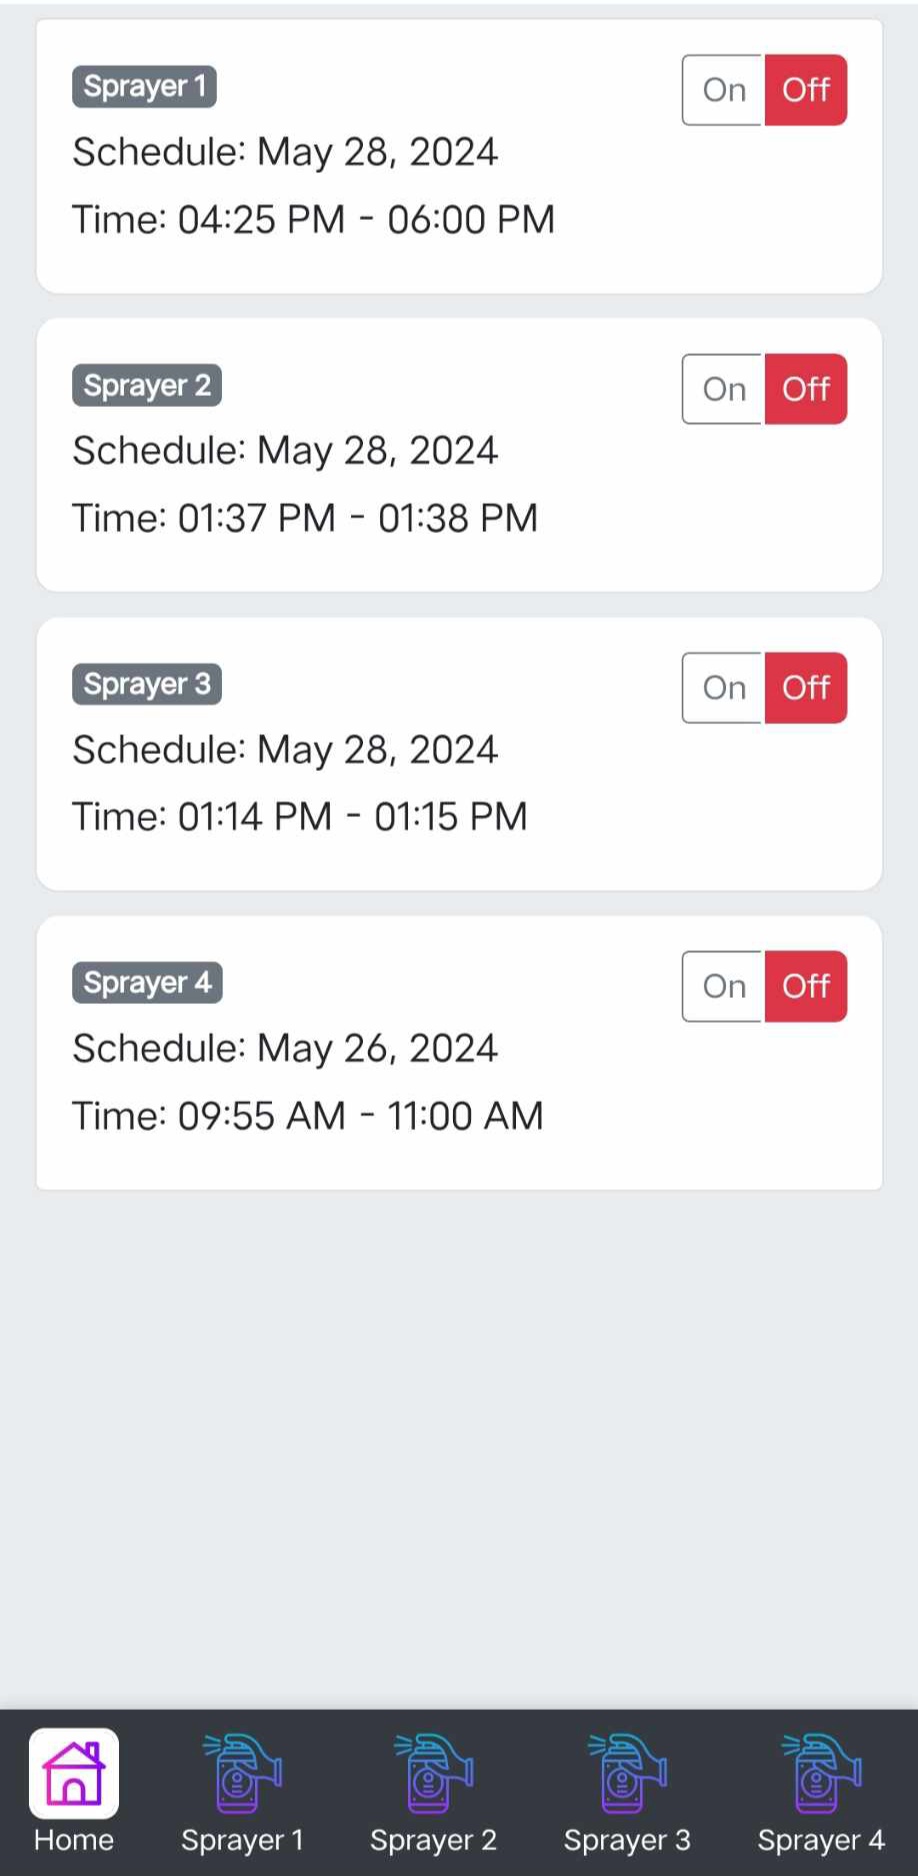 Sprayer 1
On Off
Schedule: May 28, 2024
Time: 04:25 PM - 06:00 PM
Sprayer 2
On Off
Schedule: May 28, 2024
Time: 01:37 PM - 01:38 PM
Sprayer 3
On Off
Schedule: May 28, 2024
Time: 01:14 PM - 01:15 PM
Sprayer 4
On Off
Schedule: May 26, 2024
Time: 09:55 AM - 11:00 AM
Home Sprayer 1 Sprayer 2 Sprayer 3 Sprayer 4